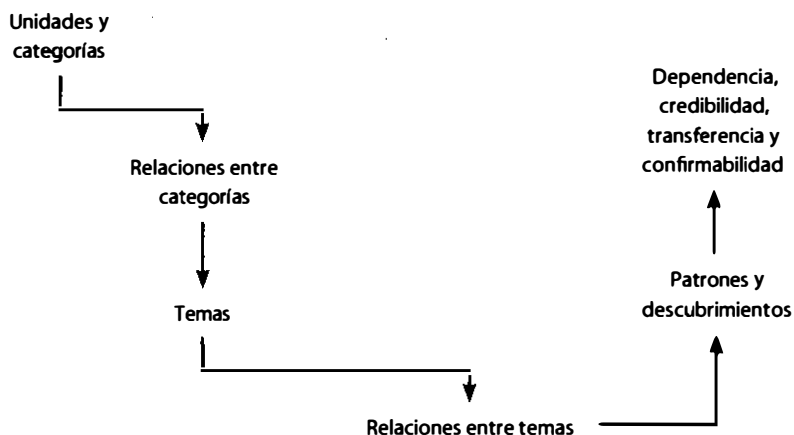 Unidades y
categorías
Relaciones entre
categorías
Temas
Relaciones entre temas
Patrones y
descubrimientos
Dependencia,
credibilidad,
transferencia y
confirmabilidad